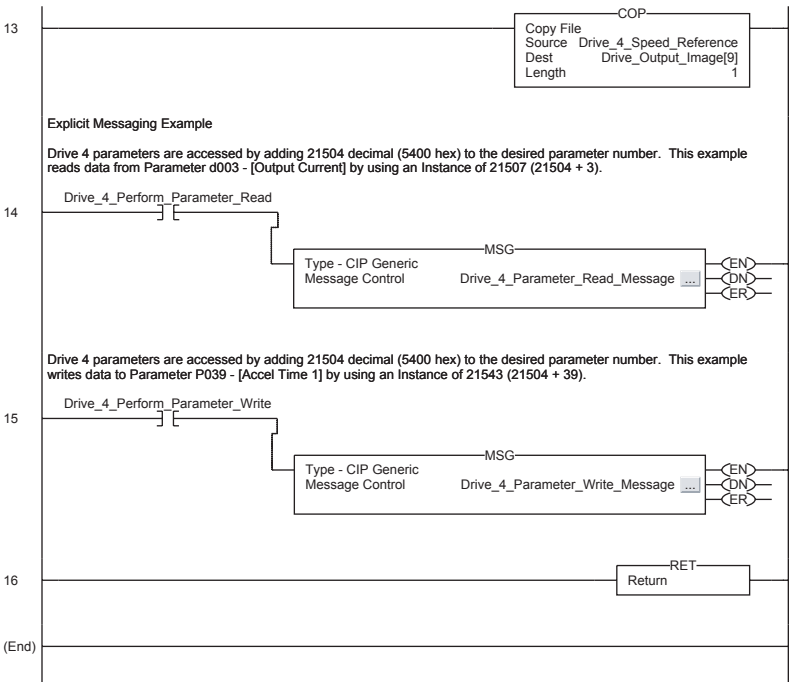 COP
13
Copy File
Source Drive_4_Speed_Reference
Dest Drive_Output_Image[9]
Length 1
Explicit Messaging Example
Drive 4 parameters are accessed by adding 21504 decimal (5400 hex) to the desired parameter number. This example
reads data from Parameter d003 - [Output Current] by using an Instance of 21507 (21504 + 3).
Drive_4_Perform_Parameter_Read
14
MSG
Type - CIP Generic
Message Control Drive_4_Parameter_Read_Message ...
EN
DN
ER
Drive 4 parameters are accessed by adding 21504 decimal (5400 hex) to the desired parameter number. This example
writes data to Parameter P039 - [Accel Time 1] by using an Instance of 21543 (21504 + 39).
Drive_4_Perform_Parameter_Write
15
MSG
Type - CIP Generic
Message Control Drive_4_Parameter_Write_Message ...
EN
DN
ER
RET
16
Return
(End)